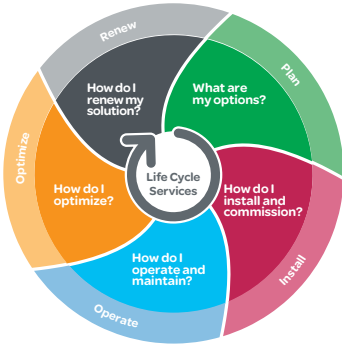 Renew
Plan
Install
Operate
Optimize
How do I
renew my
solution?
What are
my options?
How do I
install and
commission?
How do I
operate and
maintain?
How do I
optimize?
Life Cycle
Services